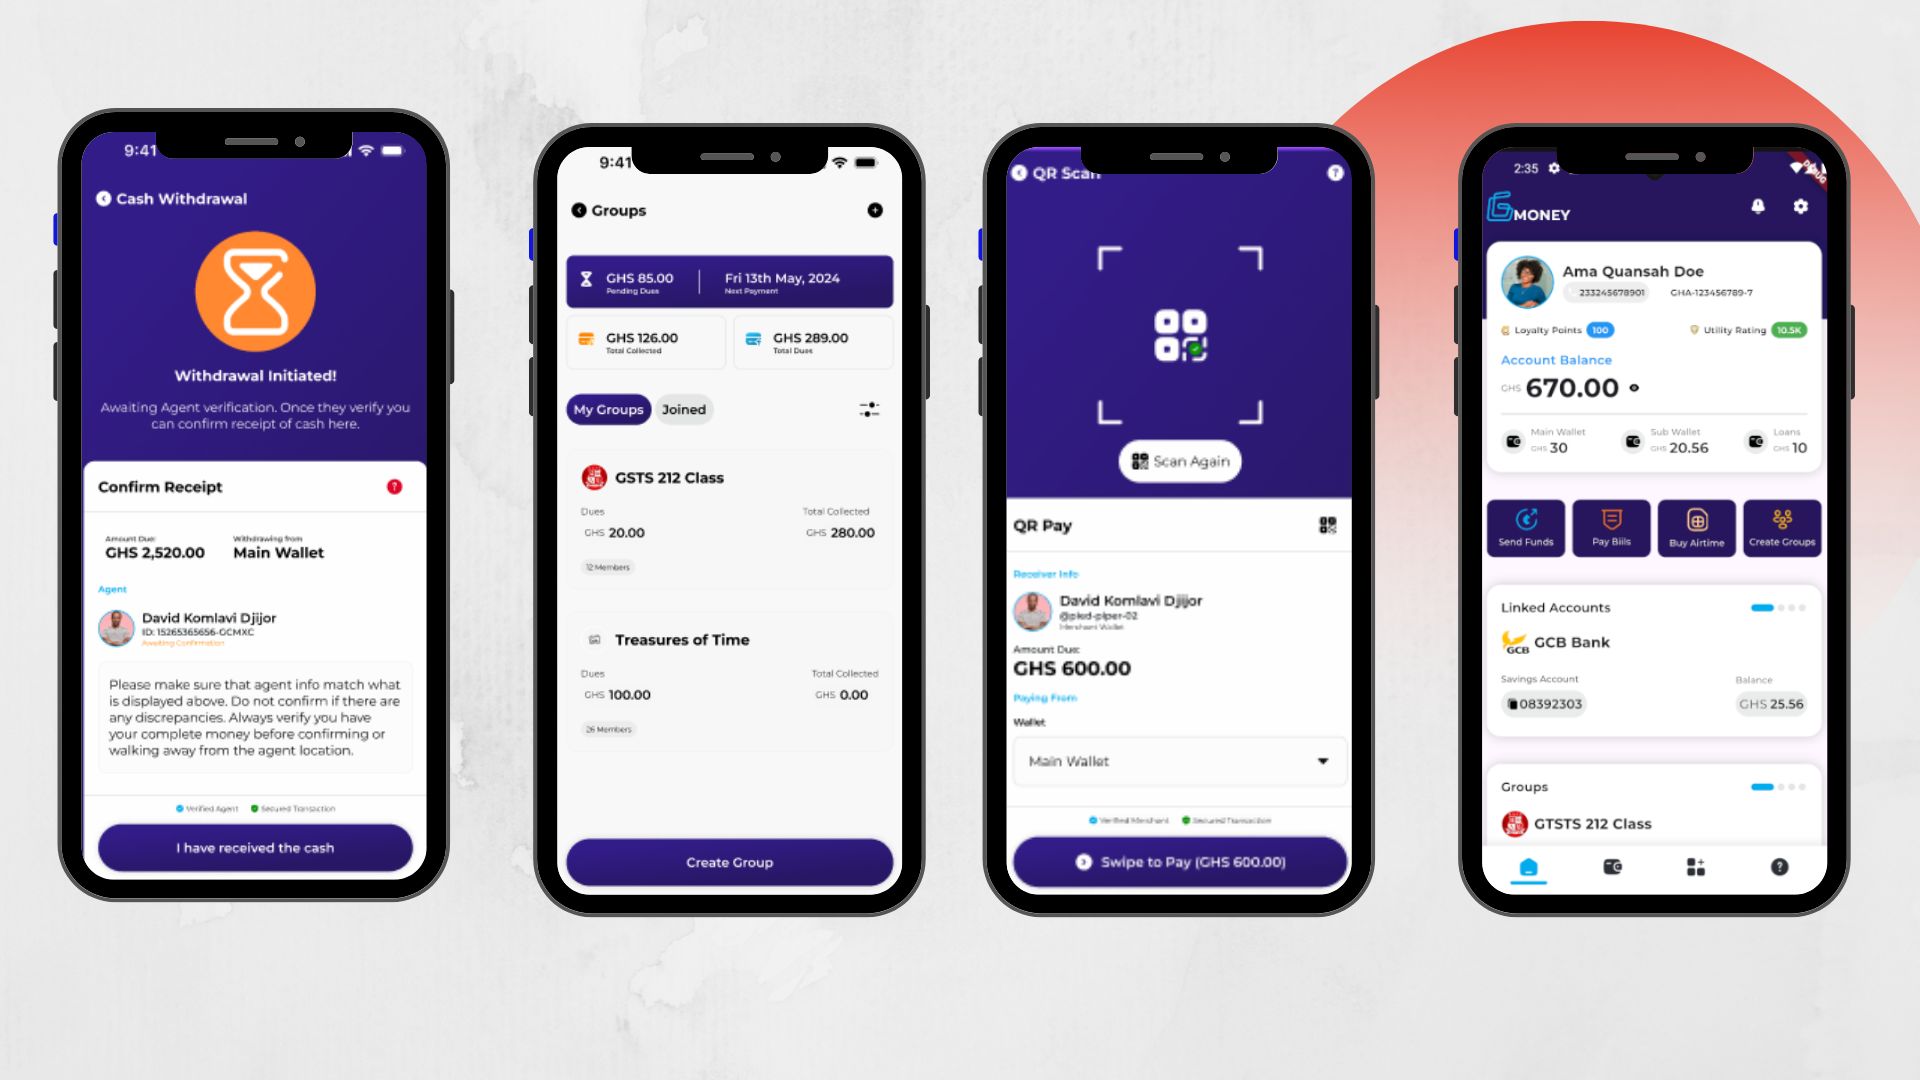 9:41
Cash Withdrawal
Withdrawal Initiated!
Awaiting Agent verification. Once they verify you
can confirm receipt of cash here.
Confirm Receipt
?
Amount Due:
GHS 2,520.00
Withdrawing from
Main Wallet
Agent
David Komlavi Djijor
ID: 15265365656-GCMXC
Awaiting Confirmation
Please make sure that agent info match what
is displayed above. Do not confirm if there are
any discrepancies. Always verify you have
your complete money before confirming or
walking away from the agent location.
Verified Agent
Secured Transaction
I have received the cash
9:41
Groups
GHS 85.00
Pending Dues
Fri 13th May, 2024
Next Payment
GHS 126.00
Total Collected
GHS 289.00
Total Dues
My Groups
Joined
GSTS 212 Class
Dues
GHS 20.00
Total Collected
GHS 280.00
12 Members
Treasures of Time
Dues
GHS 100.00
Total Collected
GHS 0.00
26 Members
Create Group
QR Scan
?
Scan Again
QR Pay
Receiver Info
David Komlavi Djijor
@pied-piper-02
Merchant Wallet
Amount Due:
GHS 600.00
Paying From
Wallet
Main Wallet
Verified Merchant
Secured Transaction
Swipe to Pay (GHS 600.00)
2:35
G MONEY
Ama Quansah Doe
233245678901
GHA-123456789-7
Loyalty Points
100
Utility Rating
10.5K
Account Balance
GHS 670.00
Main Wallet
GHS 30
Sub Wallet
GHS 20.56
Loans
GHS 10
Send Funds
Pay Bills
Buy Airtime
Create Groups
Linked Accounts
GCB
GCB Bank
Savings Account
08392303
Balance
GHS 25.56
Groups
GTSTS 212 Class
?